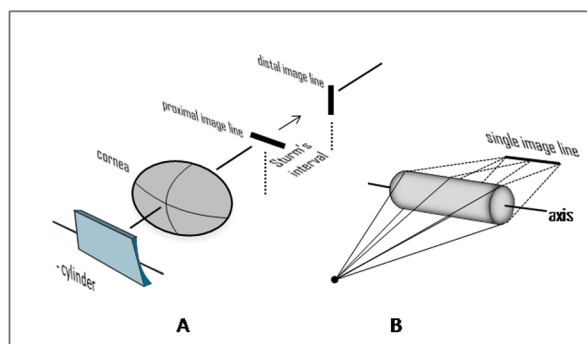 distal image line
proximal image line
Sturm's
interval
cornea
- cylinder
A
single image line
axis
B